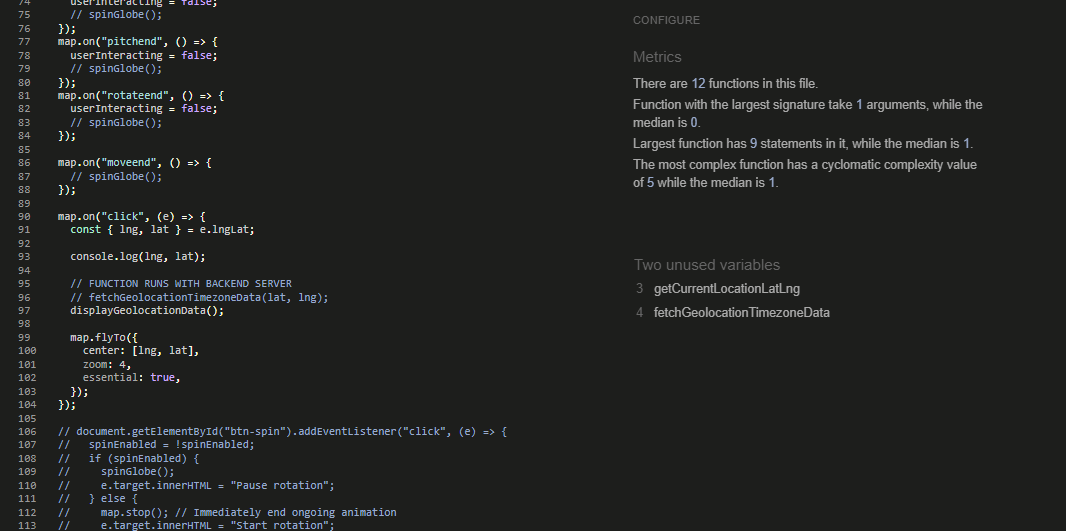 74 userInteracting = false;
75 // spinGlobe();
76 });
77 map.on("pitchend", () => {
78 userInteracting = false;
79 // spinGlobe();
80 });
81 map.on("rotateend", () => {
82 userInteracting = false;
83 // spinGlobe();
84 });
85
86 map.on("moveend", () => {
87 // spinGlobe();
88 });
89
90 map.on("click", (e) => {
91 const { lng, lat } = e.lngLat;
92
93 console.log(lng, lat);
94
95 // FUNCTION RUNS WITH BACKEND SERVER
96 // fetchGeolocationTimezoneData(lat, lng);
97 displayGeolocationData();
98
99 map.flyTo({
100 center: [lng, lat],
101 zoom: 4,
102 essential: true,
103 });
104 });
105
106 // document.getElementById("btn-spin").addEventListener("click", (e) => {
107 // spinEnabled = !spinEnabled;
108 // if (spinEnabled) {
109 // spinGlobe();
110 // e.target.innerHTML = "Pause rotation";
111 // } else {
112 // map.stop(); // Immediately end ongoing animation
113 // e.target.innerHTML = "Start rotation";
CONFIGURE
Metrics
There are 12 functions in this file.
Function with the largest signature take 1 arguments, while the
median is 0.
Largest function has 9 statements in it, while the median is 1.
The most complex function has a cyclomatic complexity value
of 5 while the median is 1.
Two unused variables
3 getCurrentLocationLatLng
4 fetchGeolocationTimezoneData